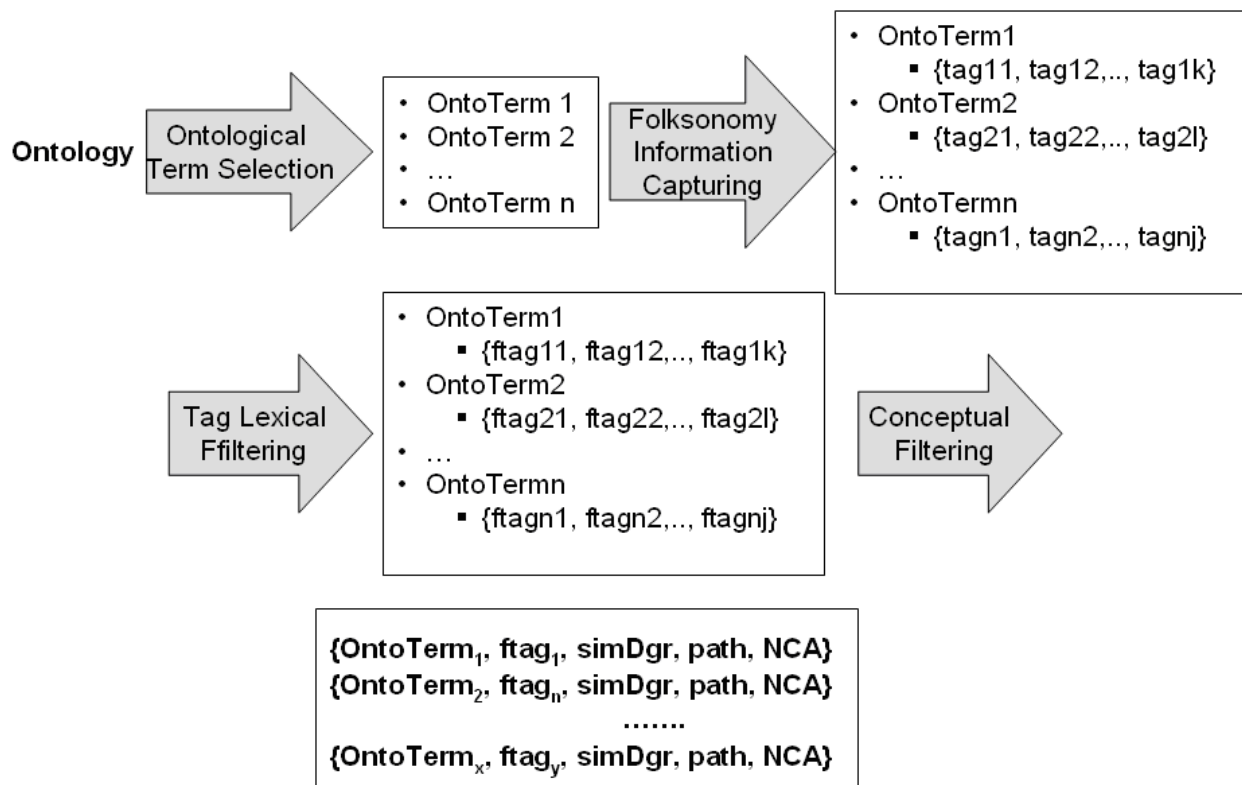 Ontology
Ontological
Term Selection
• OntoTerm 1
• OntoTerm 2
• …
• OntoTerm n
Folksonomy
Information
Capturing
• OntoTerm1
▪ {tag11, tag12,.., tag1k}
• OntoTerm2
▪ {tag21, tag22,.., tag2l}
• …
• OntoTermn
▪ {tagn1, tagn2,.., tagnj}
Tag Lexical
Ffiltering
• OntoTerm1
▪ {ftag11, ftag12,.., ftag1k}
• OntoTerm2
▪ {ftag21, ftag22,.., ftag2l}
• …
• OntoTermn
▪ {ftagn1, ftagn2,.., ftagnj}
Conceptual
Filtering
{OntoTerm₁, ftag₁, simDgr, path, NCA}
{OntoTerm₂, ftagₙ, simDgr, path, NCA}
…….
{OntoTermₓ, ftagy, simDgr, path, NCA}